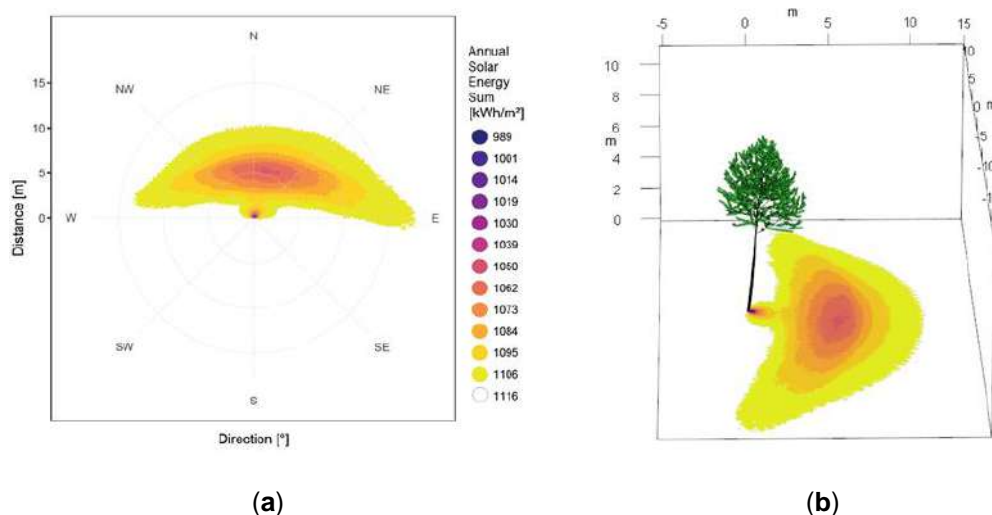 N
NW
NE
15
10
5
0
W
E
SW
SE
S
Distance [m]
Direction [°]
Annual
Solar
Energy
Sum
[kWh/m²]
989
1001
1014
1019
1030
1039
1050
1062
1073
1084
1095
1106
1116
(a)
m
-5
0
5
10
15
10
8
6
m
4
2
0
10
5
0
m
-5
-10
(b)